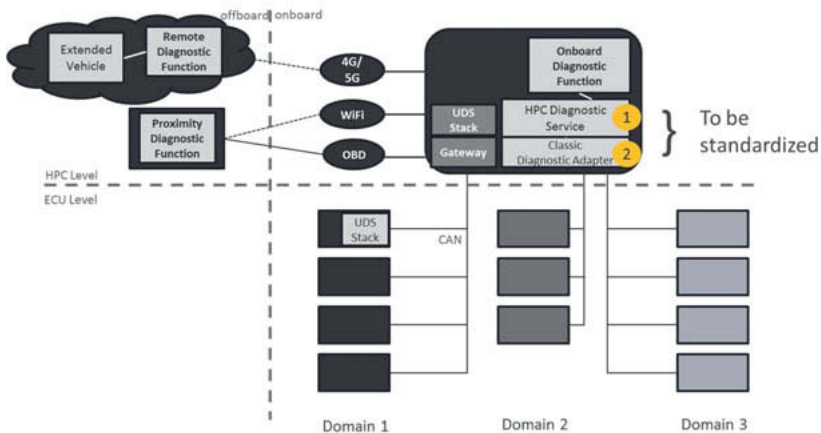 offboard
onboard
Extended
Vehicle
Remote
Diagnostic
Function
4G/
5G
Onboard
Diagnostic
Function
WiFi
UDS
Stack
HPC Diagnostic
Service
1
To be
standardized
Proximity
Diagnostic
Function
OBD
Gateway
Classic
Diagnostic Adapter
2
HPC Level
ECU Level
UDS
Stack
CAN
Domain 1
Domain 2
Domain 3